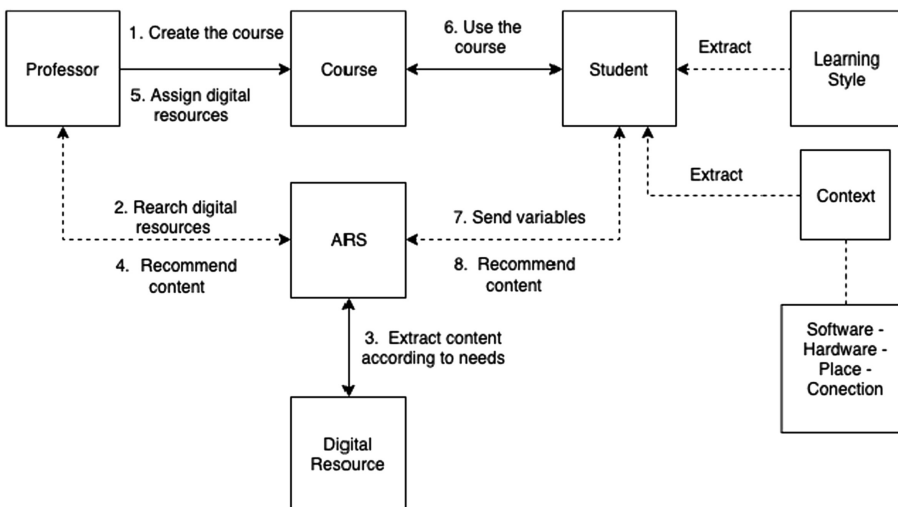 1. Create the course
6. Use the
course
Professor
Course
Student
Extract
Learning
Style
5. Assign digital
resources
Extract
Context
2. Rearch digital
resources
ARS
7. Send variables
4. Recommend
content
8. Recommend
content
3. Extract content
according to needs
Software -
Hardware -
Place -
Conection
Digital
Resource